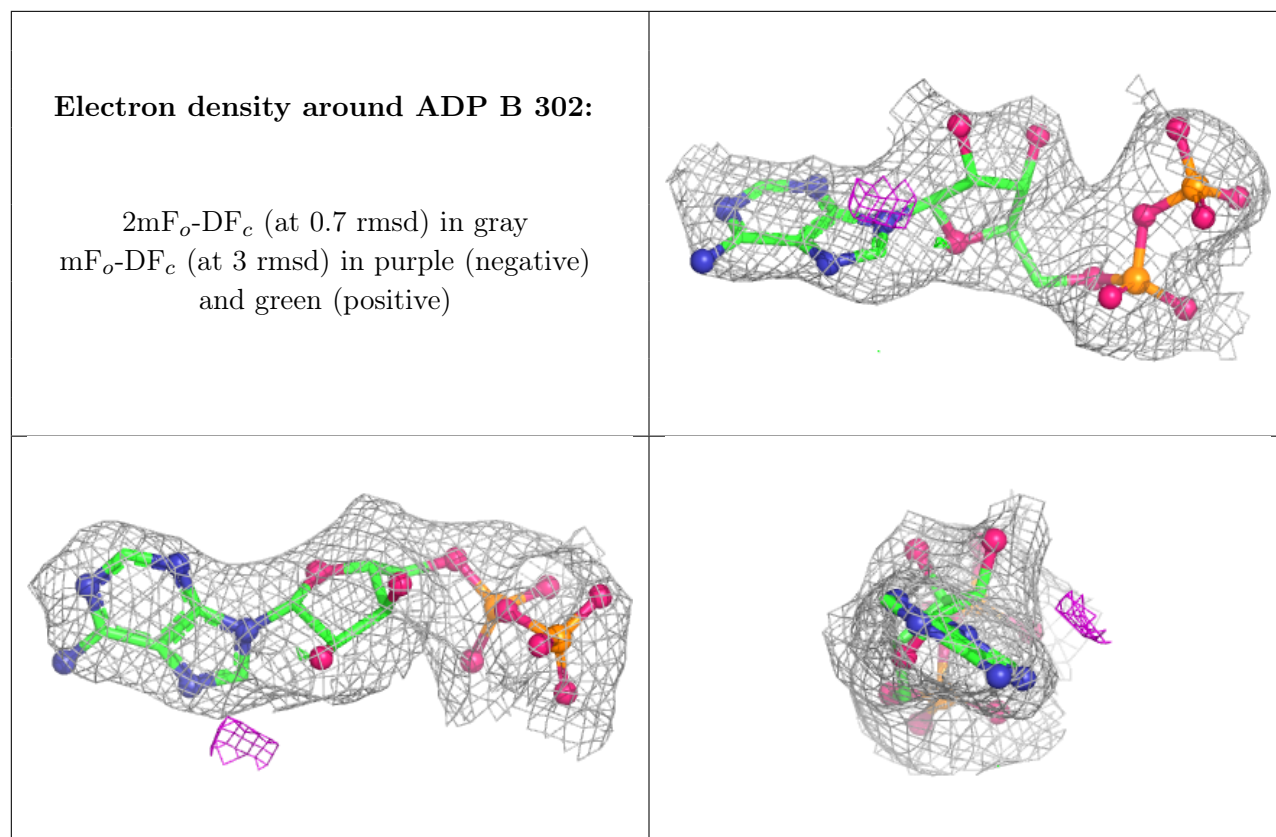 Electron density around ADP B 302:
2mFₒ-DF𝒸 (at 0.7 rmsd) in gray
mFₒ-DF𝒸 (at 3 rmsd) in purple (negative)
and green (positive)